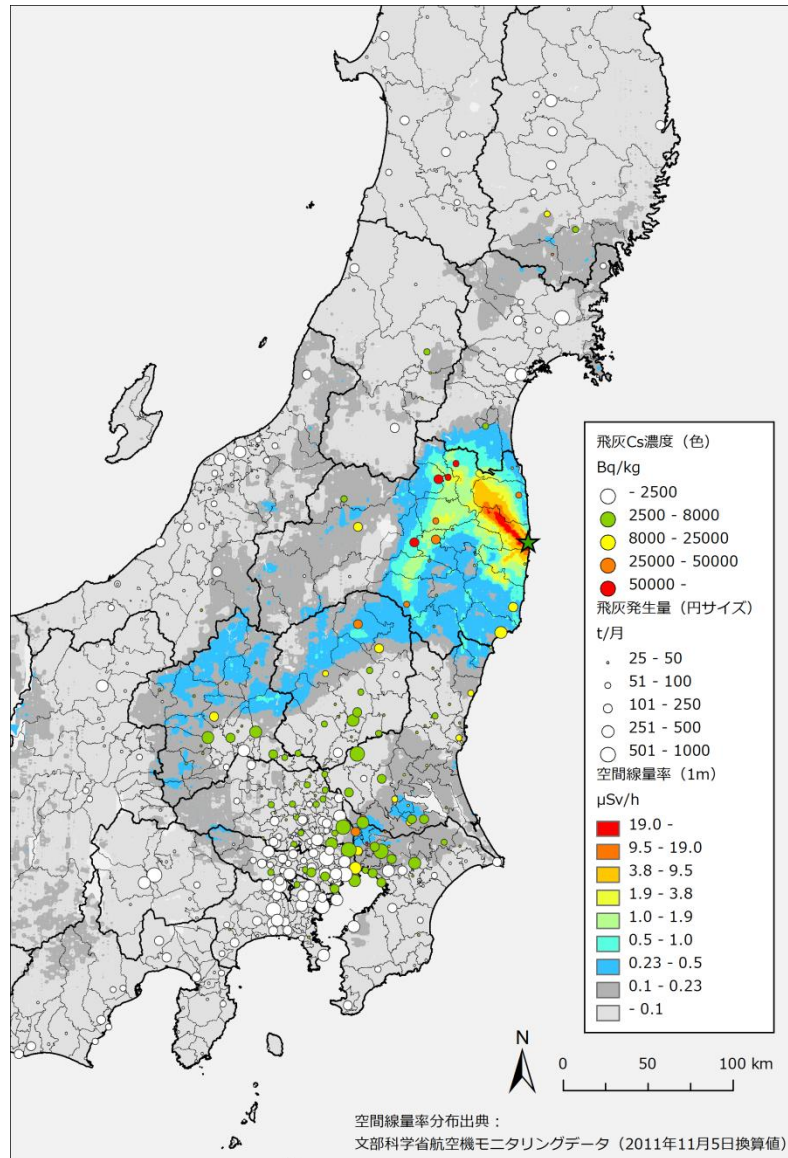 飛灰Cs濃度（色）
Bq/kg
- 2500
2500 - 8000
8000 - 25000
25000 - 50000
50000 -
飛灰発生量（円サイズ）
t/月
25 - 50
51 - 100
101 - 250
251 - 500
501 - 1000
空間線量率（1m）
μSv/h
19.0 -
9.5 - 19.0
3.8 - 9.5
1.9 - 3.8
1.0 - 1.9
0.5 - 1.0
0.23 - 0.5
0.1 - 0.23
- 0.1
N
0 50 100 km
空間線量率分布出典：
文部科学省航空機モニタリングデータ（2011年11月5日換算値）